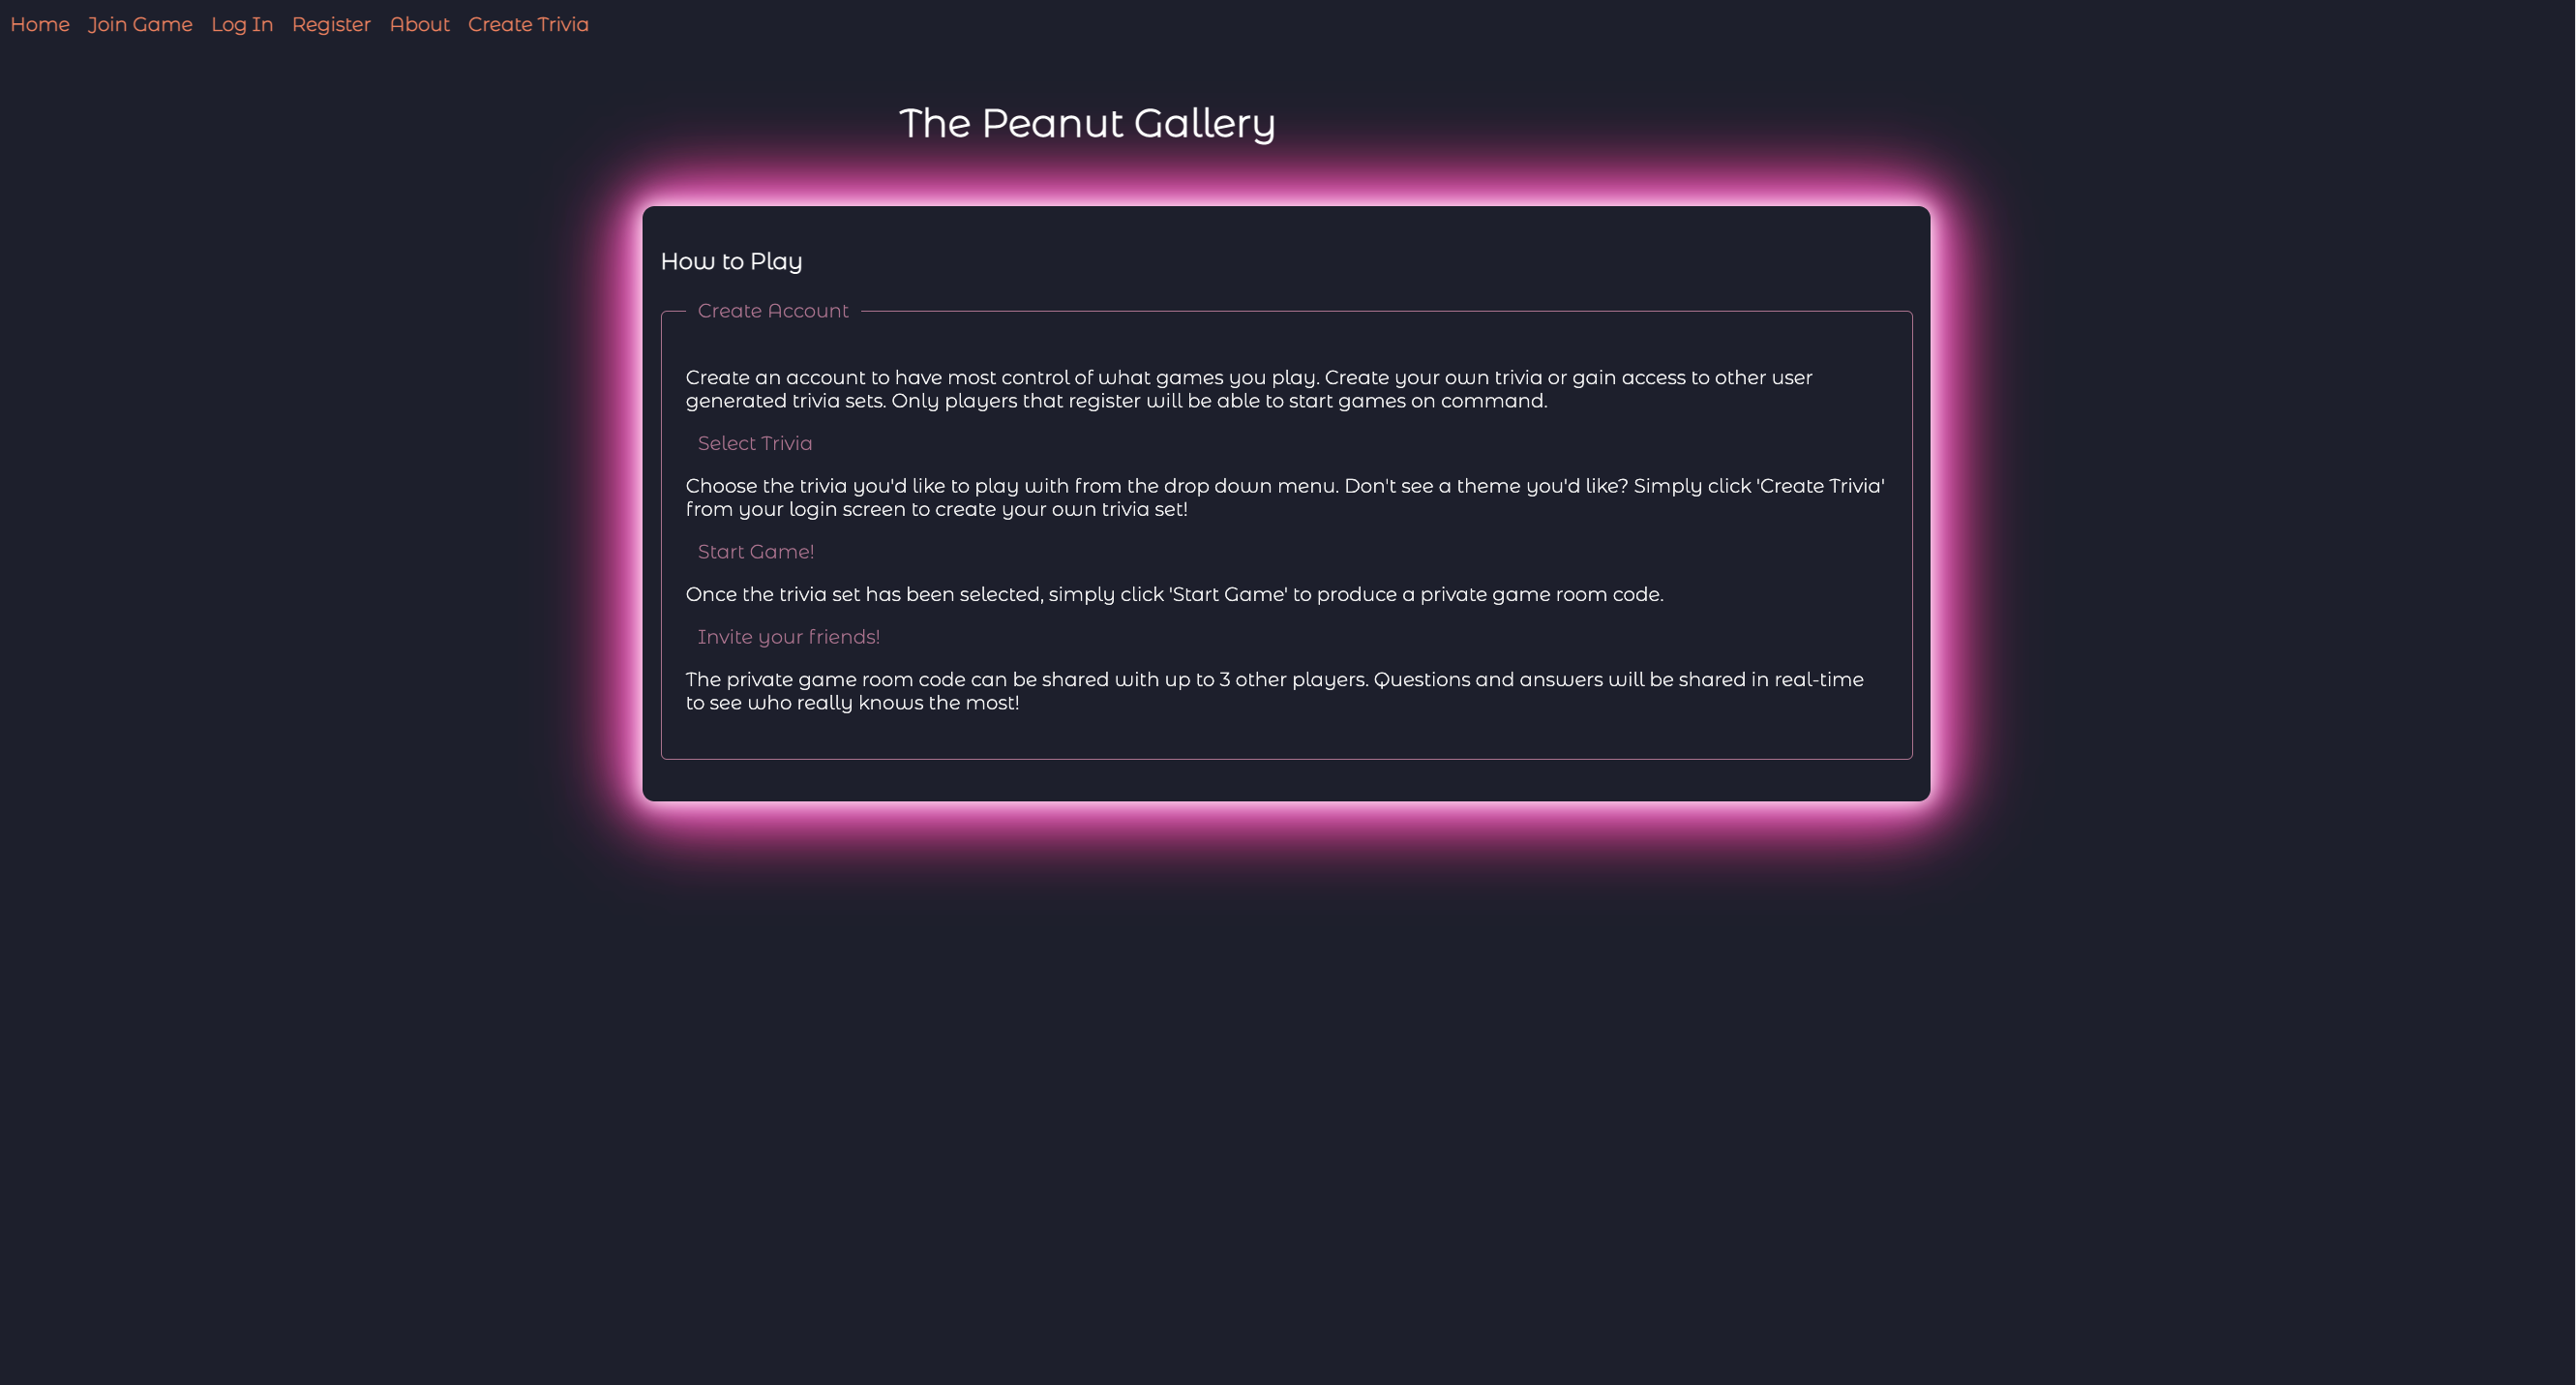 Home Join Game Log In Register About Create Trivia
The Peanut Gallery
How to Play
Create Account
Create an account to have most control of what games you play. Create your own trivia or gain access to other user
generated trivia sets. Only players that register will be able to start games on command.
Select Trivia
Choose the trivia you'd like to play with from the drop down menu. Don't see a theme you'd like? Simply click 'Create Trivia'
from your login screen to create your own trivia set!
Start Game!
Once the trivia set has been selected, simply click 'Start Game' to produce a private game room code.
Invite your friends!
The private game room code can be shared with up to 3 other players. Questions and answers will be shared in real-time
to see who really knows the most!